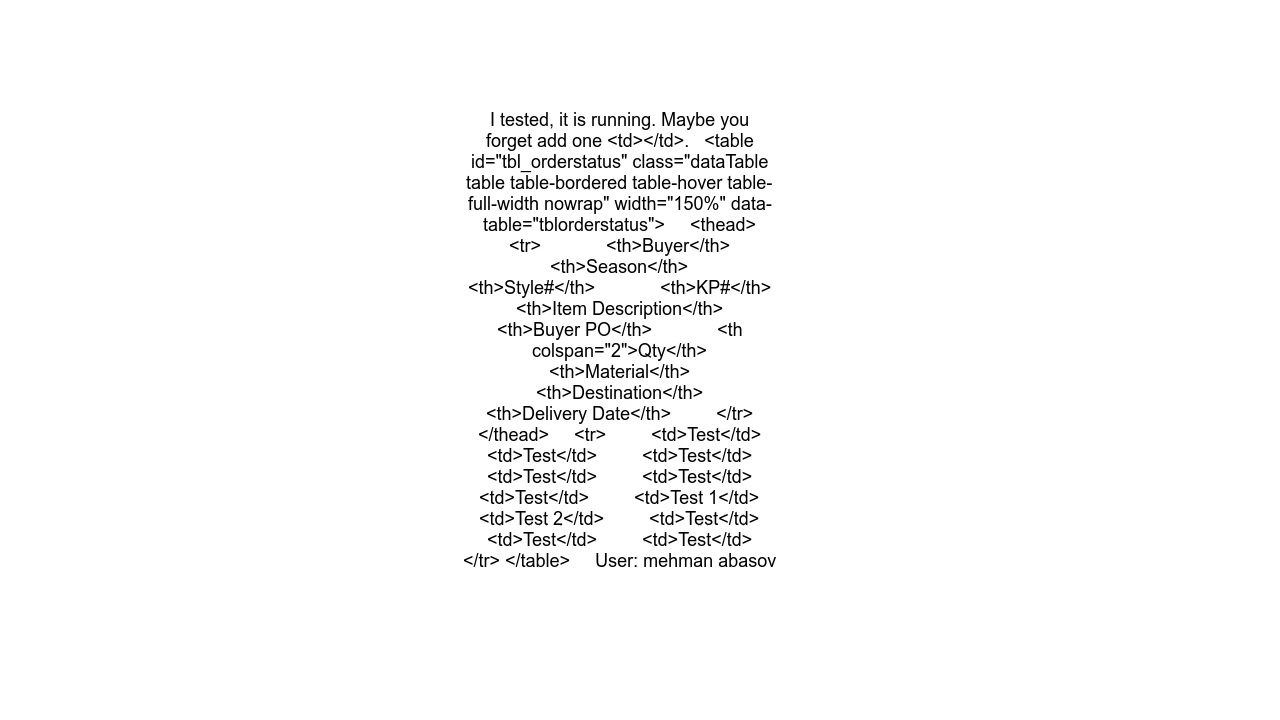 I tested, it is running. Maybe you
forget add one <td></td>. <table
id="tbl_orderstatus" class="dataTable
table table-bordered table-hover table-
full-width nowrap" width="150%" data-
table="tblorderstatus"> <thead>
<tr> <th>Buyer</th>
<th>Season</th>
<th>Style#</th> <th>KP#</th>
<th>Item Description</th>
<th>Buyer PO</th> <th
colspan="2">Qty</th>
<th>Material</th>
<th>Destination</th>
<th>Delivery Date</th> </tr>
</thead> <tr> <td>Test</td>
<td>Test</td> <td>Test</td>
<td>Test</td> <td>Test</td>
<td>Test</td> <td>Test 1</td>
<td>Test 2</td> <td>Test</td>
<td>Test</td> <td>Test</td>
</tr> </table> User: mehman abasov